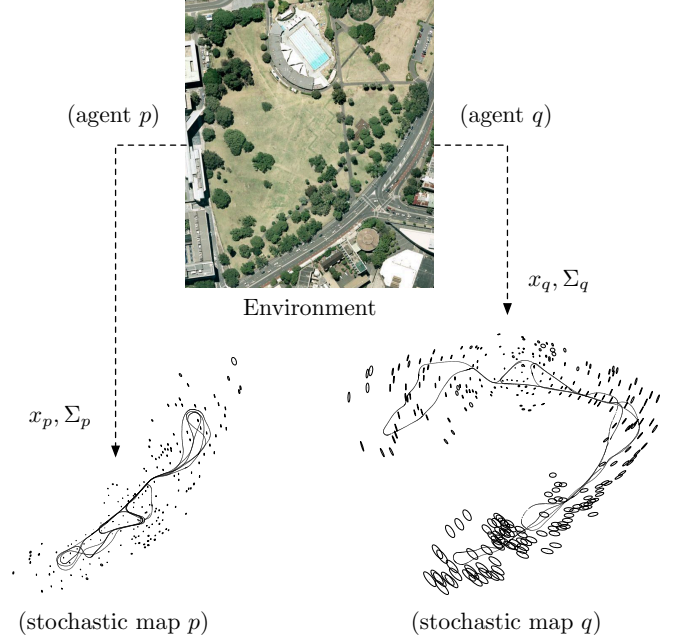 (agent p)
(agent q)
x_q, Σ_q
Environment
x_p, Σ_p
(stochastic map p)
(stochastic map q)